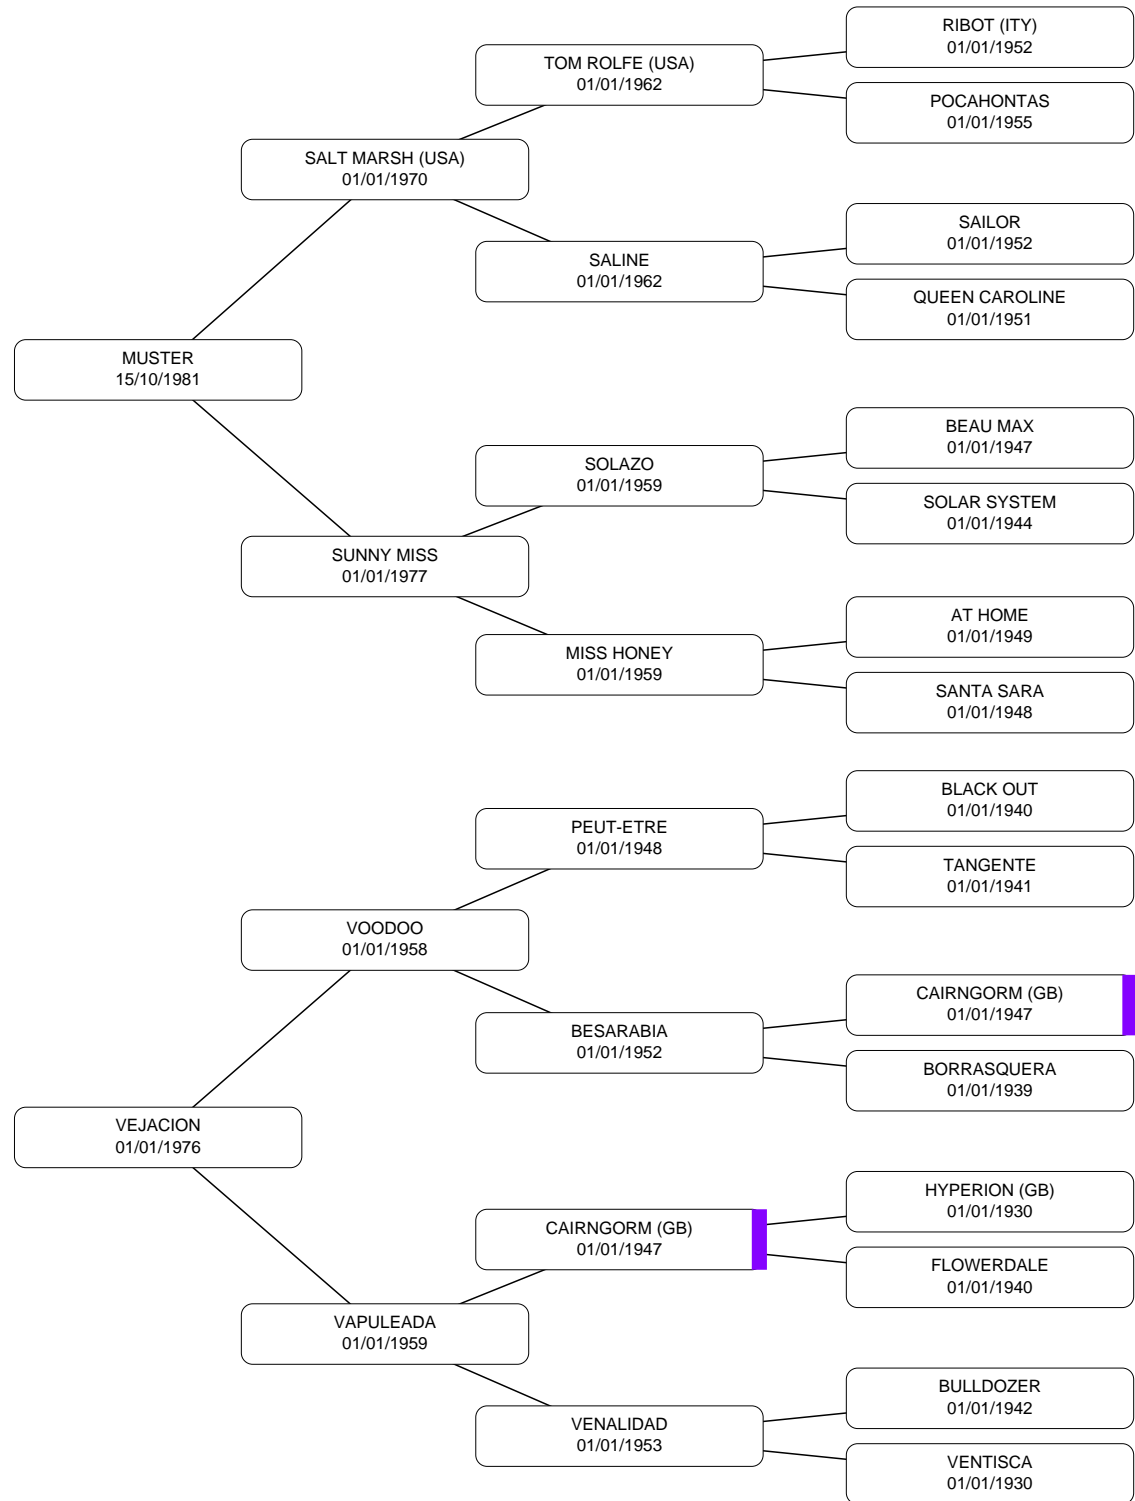 RIBOT (ITY)
01/01/1952
TOM ROLFE (USA)
01/01/1962
POCAHONTAS
01/01/1955
SALT MARSH (USA)
01/01/1970
SAILOR
01/01/1952
SALINE
01/01/1962
QUEEN CAROLINE
01/01/1951
MUSTER
15/10/1981
BEAU MAX
01/01/1947
SOLAZO
01/01/1959
SOLAR SYSTEM
01/01/1944
SUNNY MISS
01/01/1977
AT HOME
01/01/1949
MISS HONEY
01/01/1959
SANTA SARA
01/01/1948
BLACK OUT
01/01/1940
PEUT-ETRE
01/01/1948
TANGENTE
01/01/1941
VOODOO
01/01/1958
CAIRNGORM (GB)
01/01/1947
BESARABIA
01/01/1952
BORRASQUERA
01/01/1939
VEJACION
01/01/1976
HYPERION (GB)
01/01/1930
CAIRNGORM (GB)
01/01/1947
FLOWERDALE
01/01/1940
VAPULEADA
01/01/1959
BULLDOZER
01/01/1942
VENALIDAD
01/01/1953
VENTISCA
01/01/1930